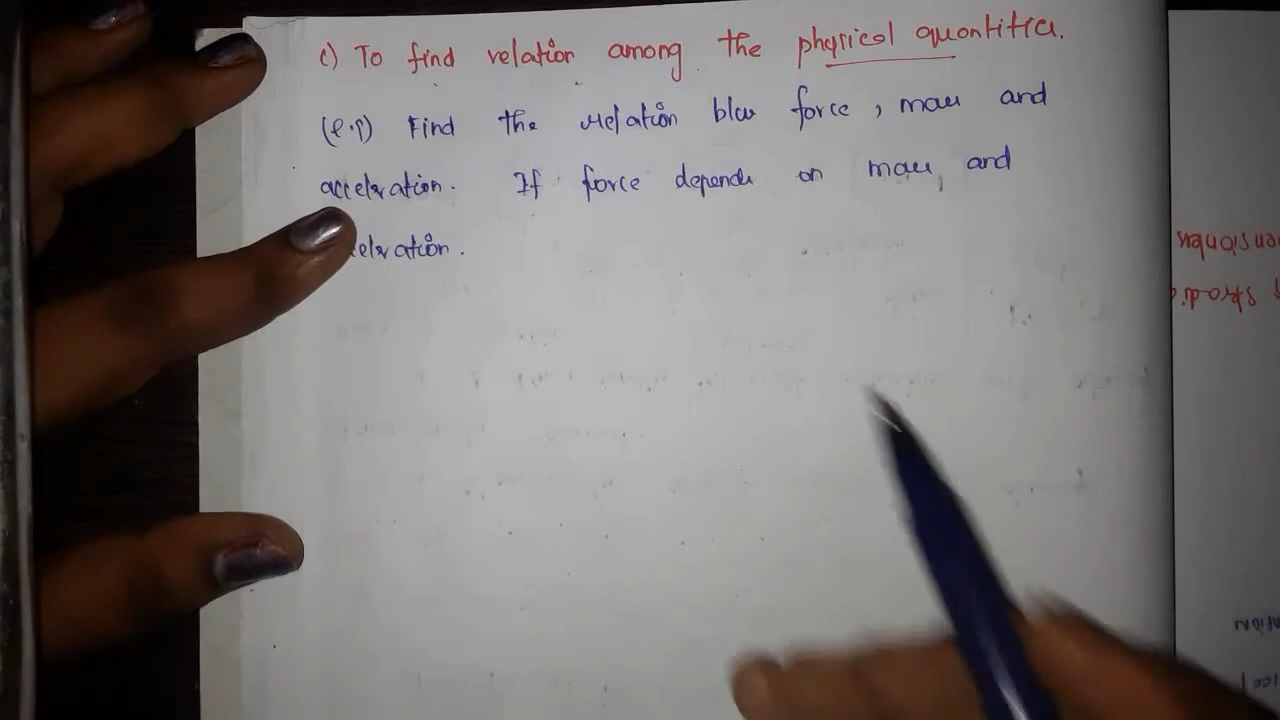 c) To find relation among the physical quantities.
(e.g) Find the relation b/w force, mass and
acceleration. If force depends on mass and
eleration.